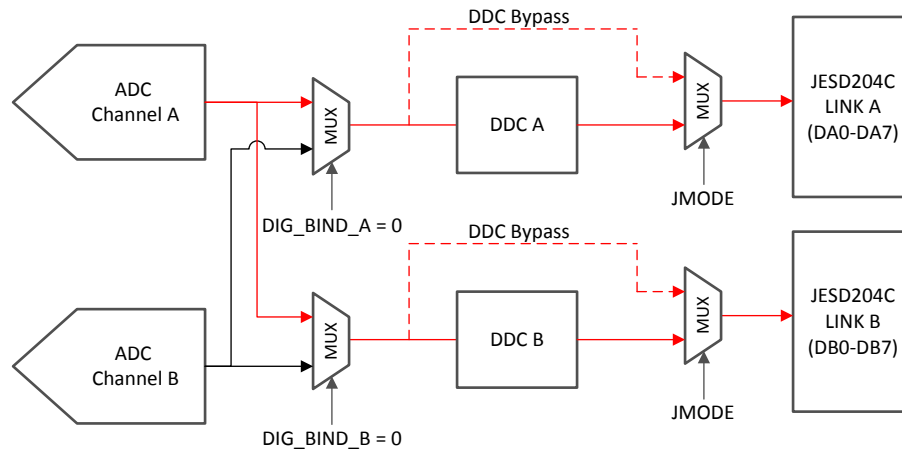 DDC Bypass
ADC
Channel A
MUX
DDC A
MUX
JESD204C
LINK A
(DA0-DA7)
DIG_BIND_A = 0
JMODE
DDC Bypass
ADC
Channel B
MUX
DDC B
MUX
JESD204C
LINK B
(DB0-DB7)
DIG_BIND_B = 0
JMODE